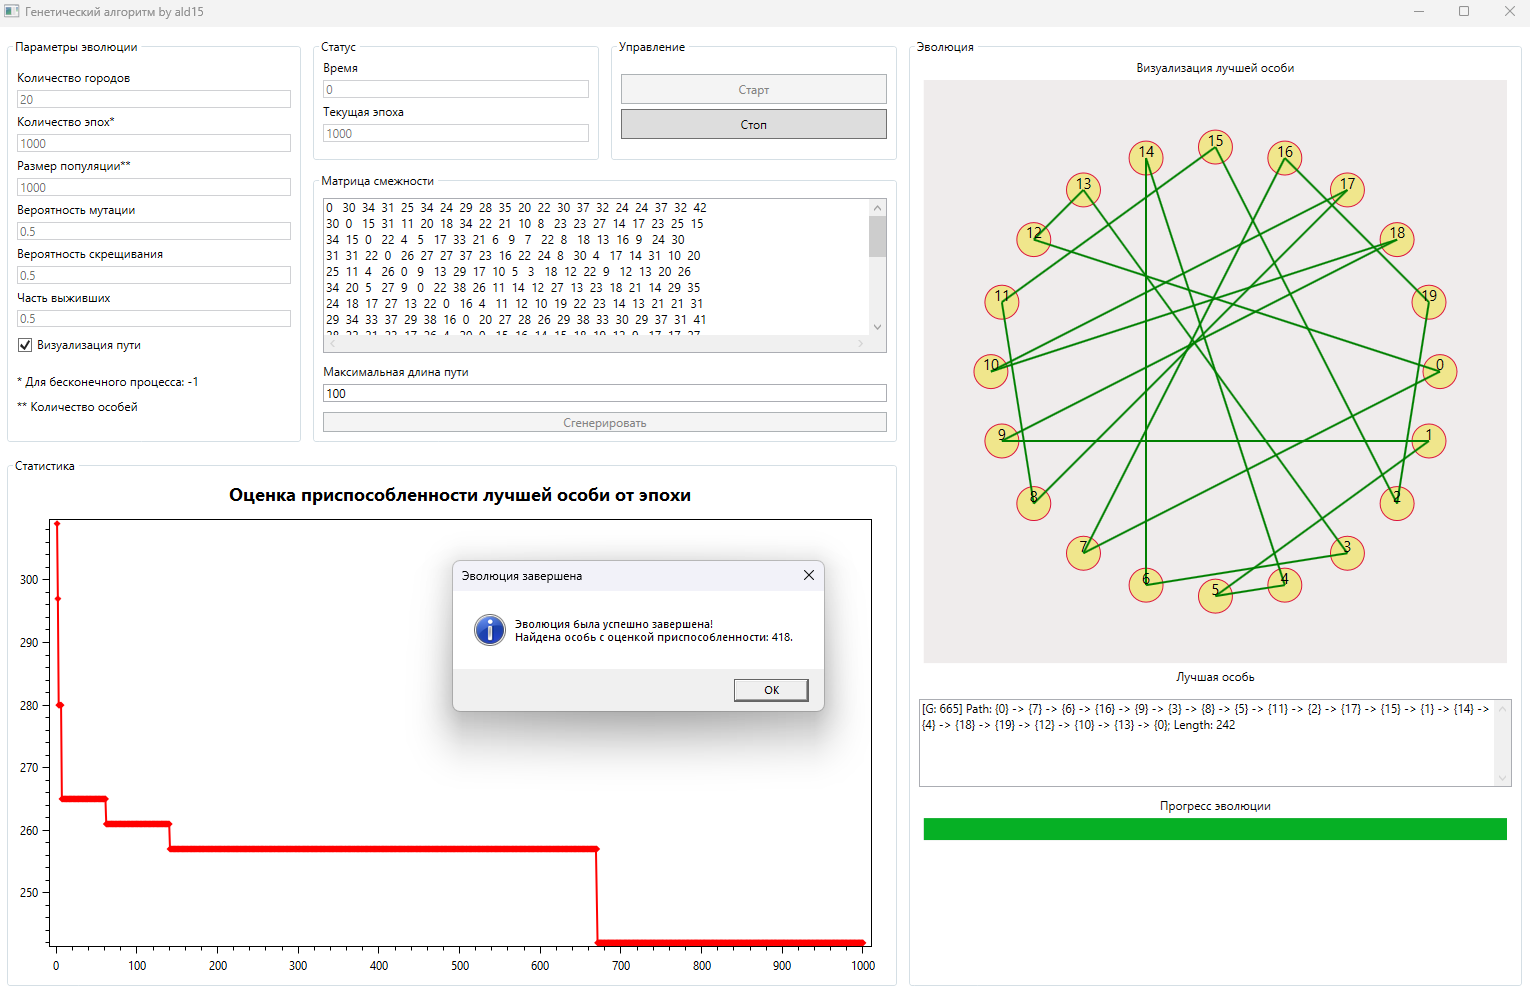 Генетический алгоритм by ald15
Параметры эволюции
Количество городов
20
Количество эпох*
1000
Размер популяции**
1000
Вероятность мутации
0.5
Вероятность скрещивания
0.5
Часть выживших
0.5
Визуализация пути
* Для бесконечного процесса: -1
** Количество особей
Статус
Время
0
Текущая эпоха
1000
Управление
Старт
Стоп
Матрица смежности
0 30 34 31 25 34 24 29 28 35 20 22 30 37 32 24 24 37 32 42
30 0 15 31 11 20 18 34 22 21 10 8 23 23 27 14 17 23 25 15
34 15 0 22 4 5 17 33 21 6 9 7 22 8 18 13 16 9 24 30
31 31 22 0 26 27 27 37 23 16 22 24 8 30 4 17 14 31 10 20
25 11 4 26 0 9 13 29 17 10 5 3 18 12 22 9 12 13 20 26
34 20 5 27 9 0 22 38 26 11 14 12 27 13 23 18 21 14 29 35
24 18 17 27 13 22 0 16 4 11 12 10 19 22 23 14 13 21 21 31
29 34 33 37 29 38 16 0 20 27 28 26 29 38 33 30 29 37 31 41
Максимальная длина пути
100
Сгенерировать
Статистика
Оценка приспособленности лучшей особи от эпохи
300
290
280
270
260
250
0 100 200 300 400 500 600 700 800 900 1000
Эволюция завершена
Эволюция была успешно завершена!
Найдена особь с оценкой приспособленности: 418.
OK
Эволюция
Визуализация лучшей особи
15
14 16
13 17
12 18
11 19
10 0
9 1
8 2
7 3
6 4
5
Лучшая особь
[G: 665] Path: {0} -> {7} -> {6} -> {16} -> {9} -> {3} -> {8} -> {5} -> {11} -> {2} -> {17} -> {15} -> {1} -> {14} ->
{4} -> {18} -> {19} -> {12} -> {10} -> {13} -> {0}; Length: 242
Прогресс эволюции